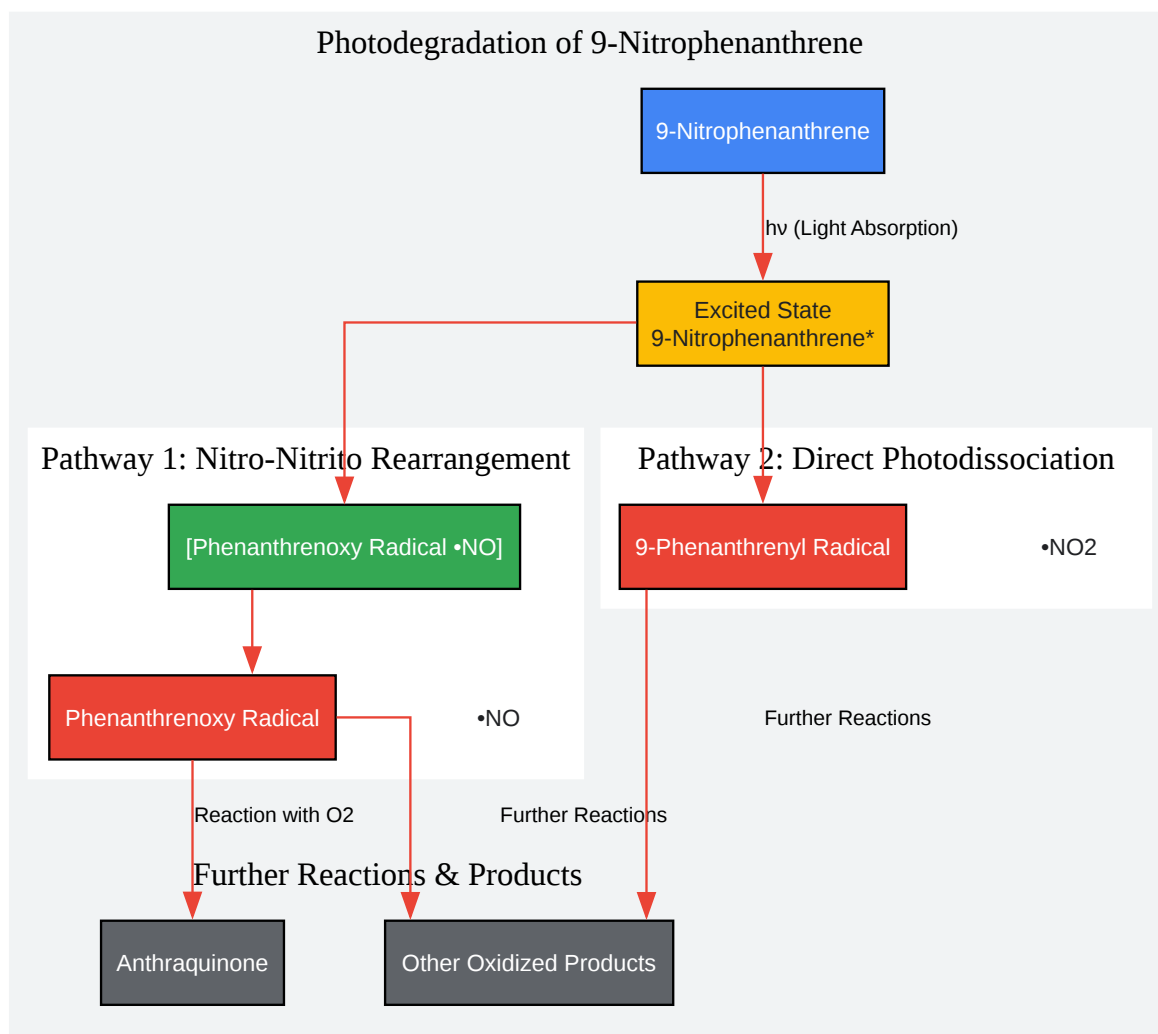 Photodegradation of 9-Nitrophenanthrene
9-Nitrophenanthrene
hν (Light Absorption)
Excited State
9-Nitrophenanthrene*
Pathway 1: Nitro-Nitrito Rearrangement
Pathway 2: Direct Photodissociation
[Phenanthrenoxy Radical •NO]
9-Phenanthrenyl Radical
•NO2
Phenanthrenoxy Radical
•NO
Further Reactions
Reaction with O2
Further Reactions
Further Reactions & Products
Anthraquinone
Other Oxidized Products